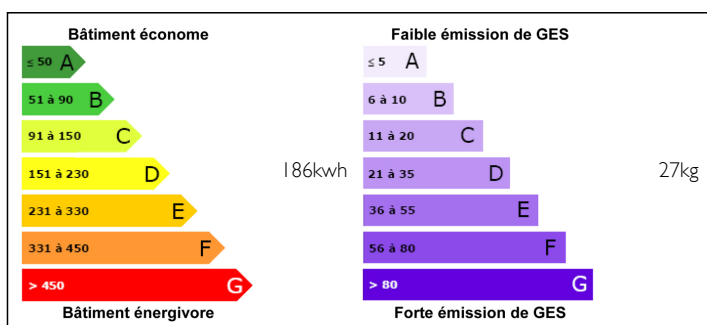 Bâtiment économe
≤ 50 A
51 à 90 B
91 à 150 C
151 à 230 D
231 à 330 E
331 à 450 F
> 450 G
Bâtiment énergivore
186kwh
Faible émission de GES
≤ 5 A
6 à 10 B
11 à 20 C
21 à 35 D
36 à 55 E
56 à 80 F
> 80 G
Forte émission de GES
27kg